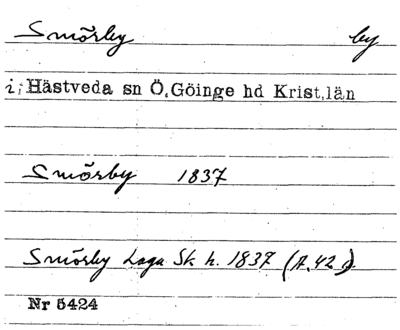 Smörby by
i; Hästveda sn Ö. Göinge hd Krist.län
Smörby 1837
Smörby Laga Sk h. 1837 (A.42).
Nr 5424